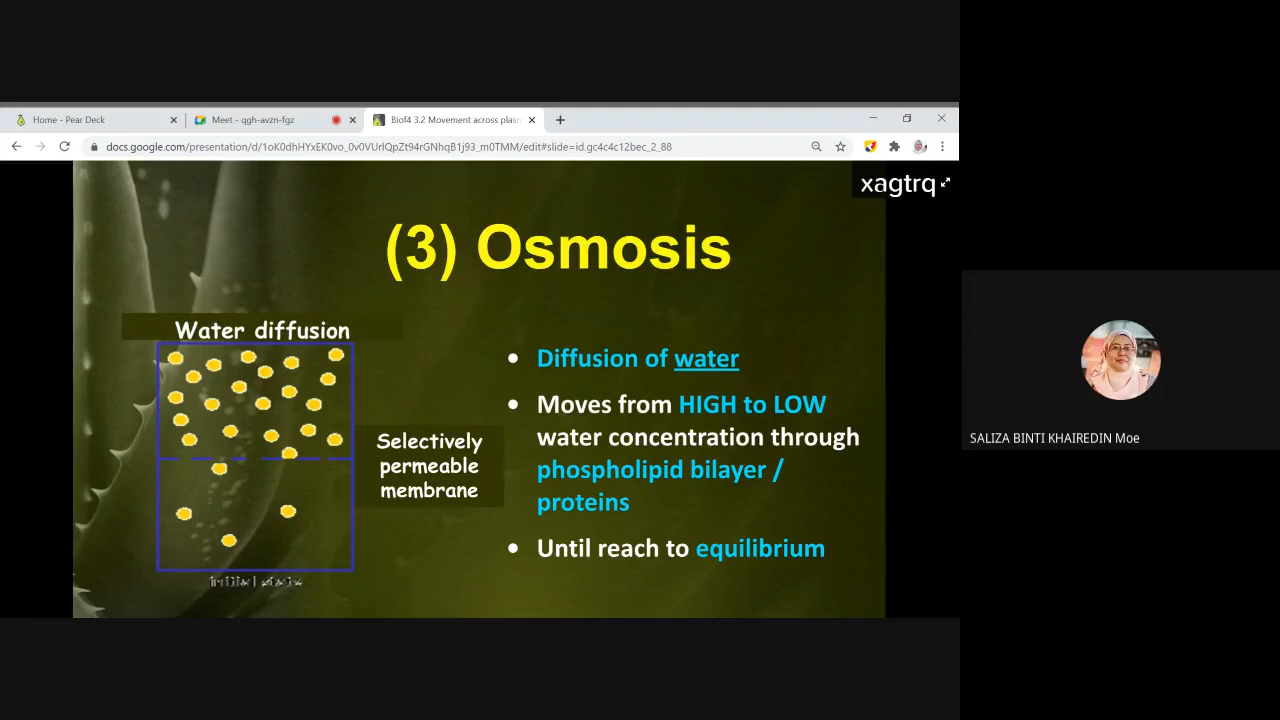 Home - Pear Deck
Meet - qgh-avzn-fgz
Biof4 3.2 Movement across plasn
docs.google.com/presentation/d/1oK0dhHYxEK0vo_0v0VUrlQpZt94rGNhqB1j93_m0TMM/edit#slide=id.gc4c4c12bec_2_88
xagtrq
(3) Osmosis
Water diffusion
Selectively
permeable
membrane
• Diffusion of water
• Moves from HIGH to LOW
water concentration through
phospholipid bilayer /
proteins
• Until reach to equilibrium
SALIZA BINTI KHAIREDIN Moe